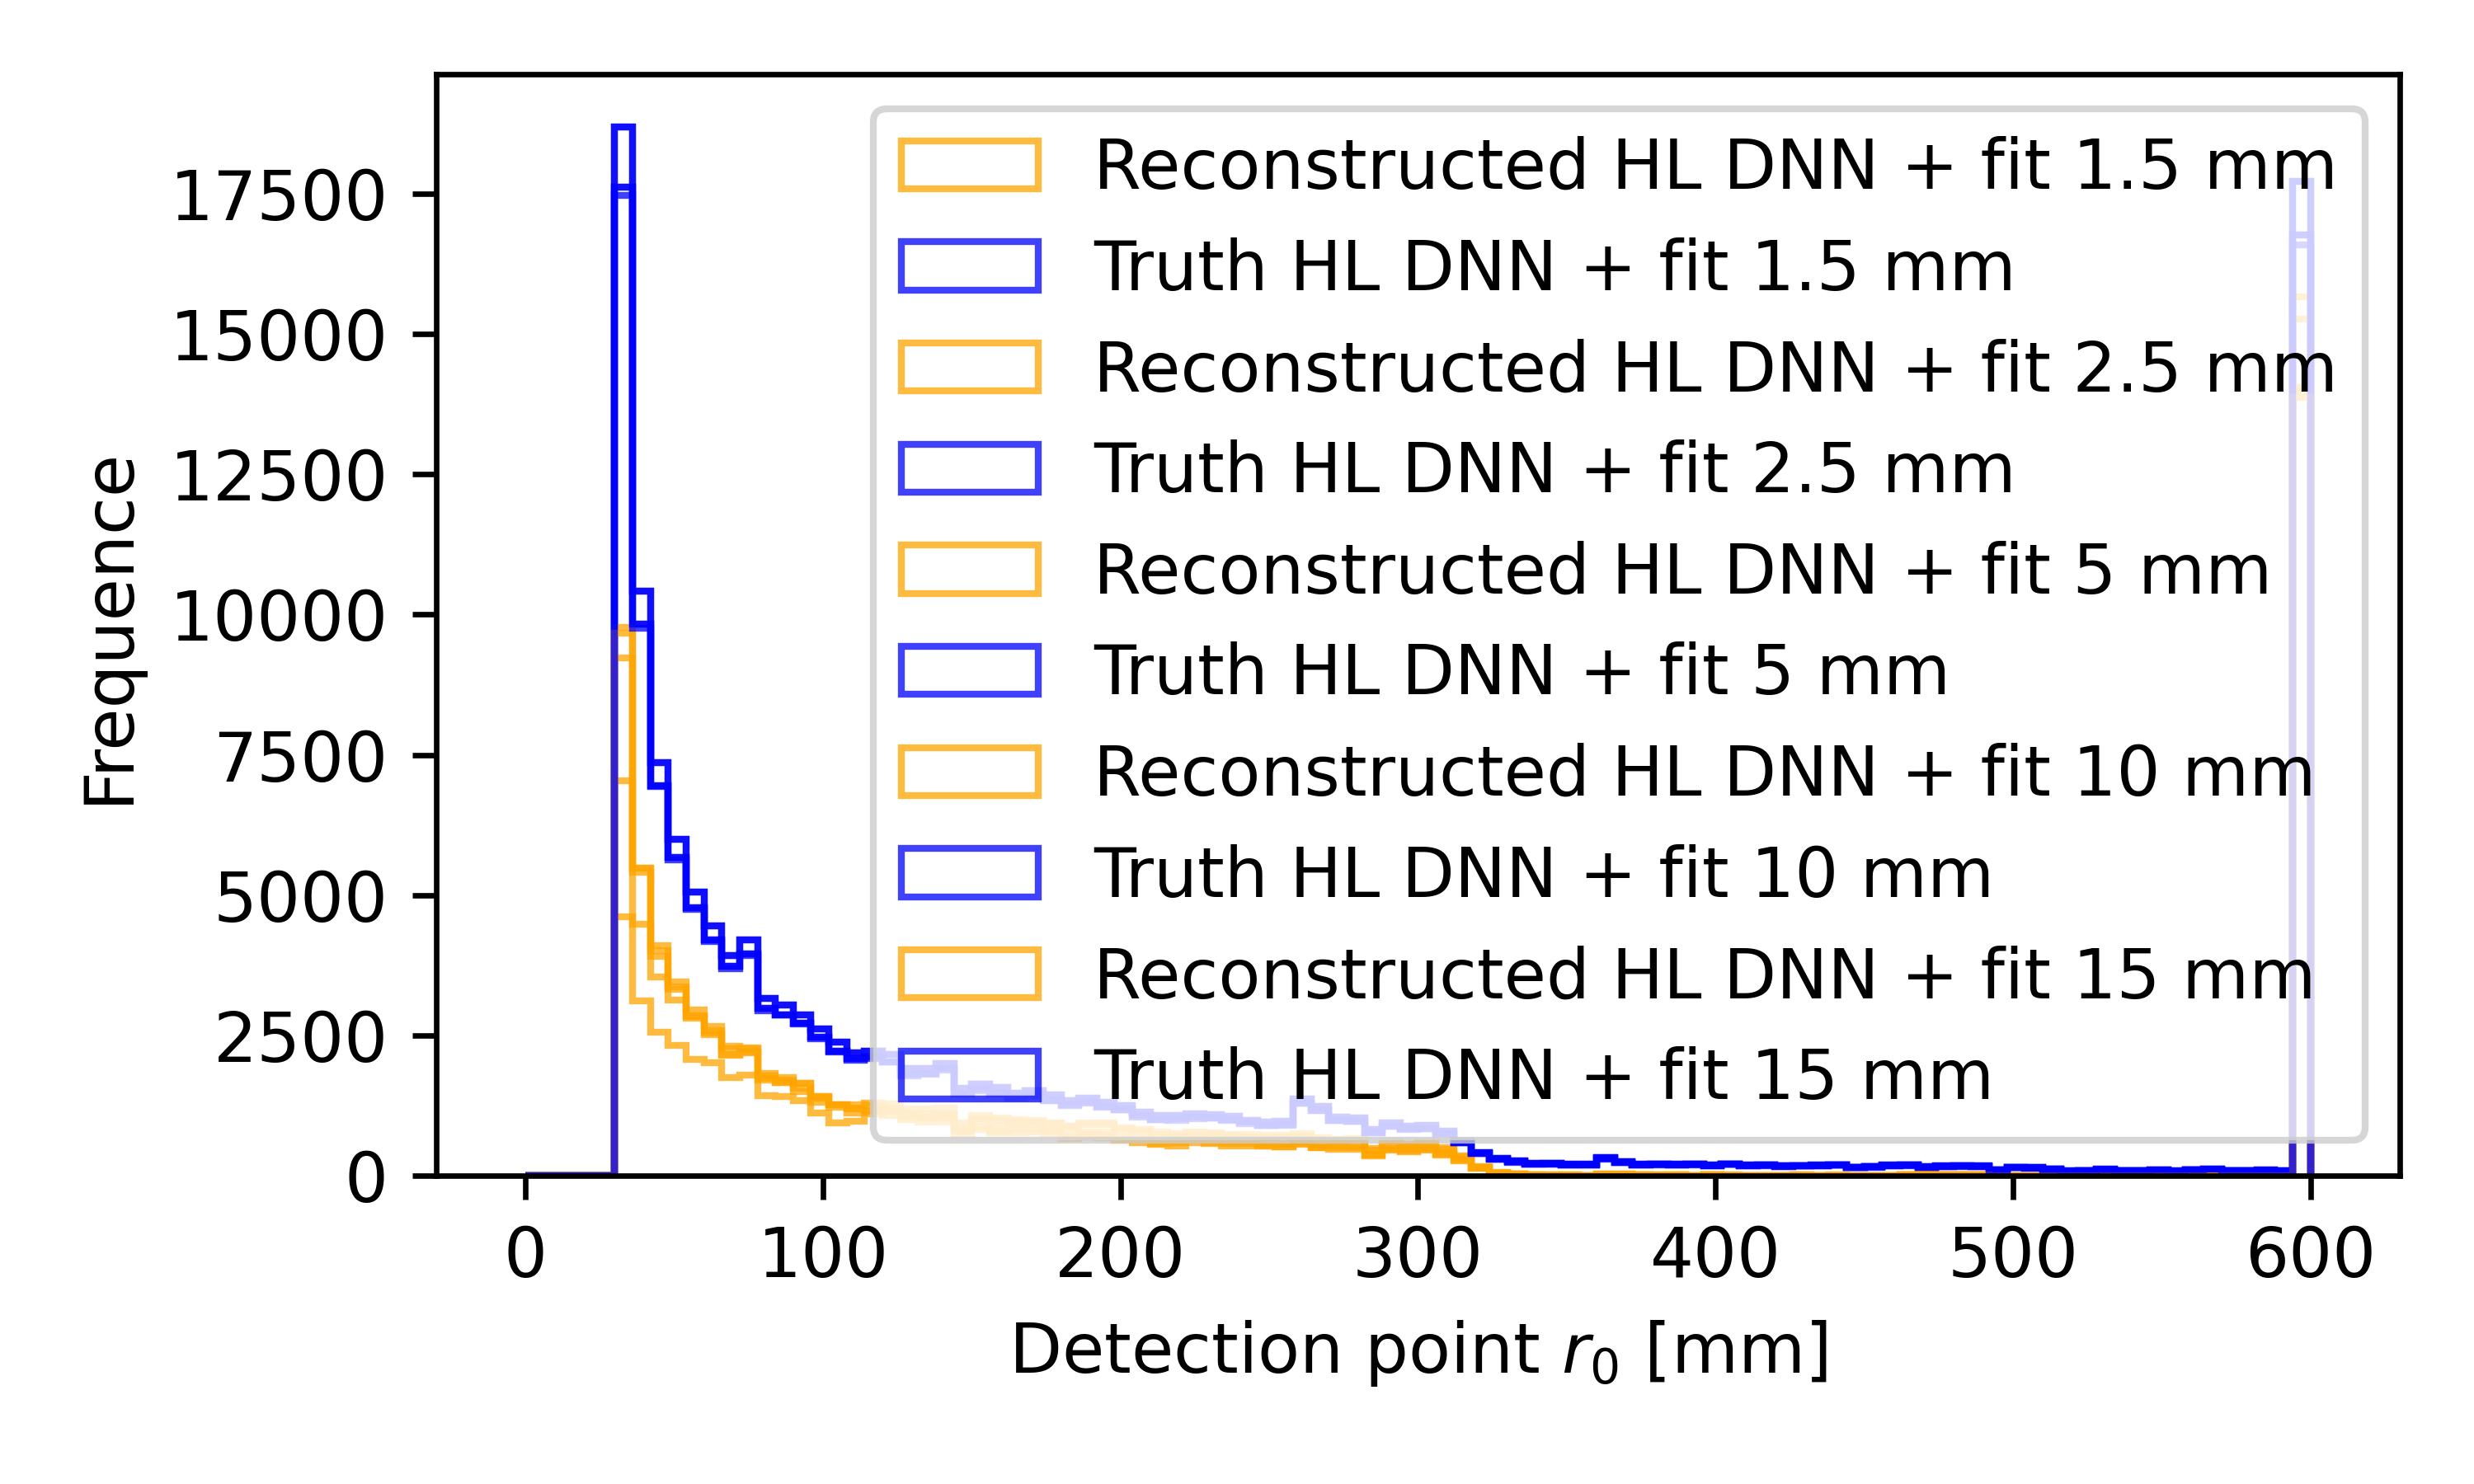 Reconstructed HL DNN + fit 1.5 mm
Truth HL DNN + fit 1.5 mm
Reconstructed HL DNN + fit 2.5 mm
Truth HL DNN + fit 2.5 mm
Reconstructed HL DNN + fit 5 mm
Truth HL DNN + fit 5 mm
Reconstructed HL DNN + fit 10 mm
Truth HL DNN + fit 10 mm
Reconstructed HL DNN + fit 15 mm
Truth HL DNN + fit 15 mm
Frequence
17500
15000
12500
10000
7500
5000
2500
0
0 100 200 300 400 500 600
Detection point r₀ [mm]